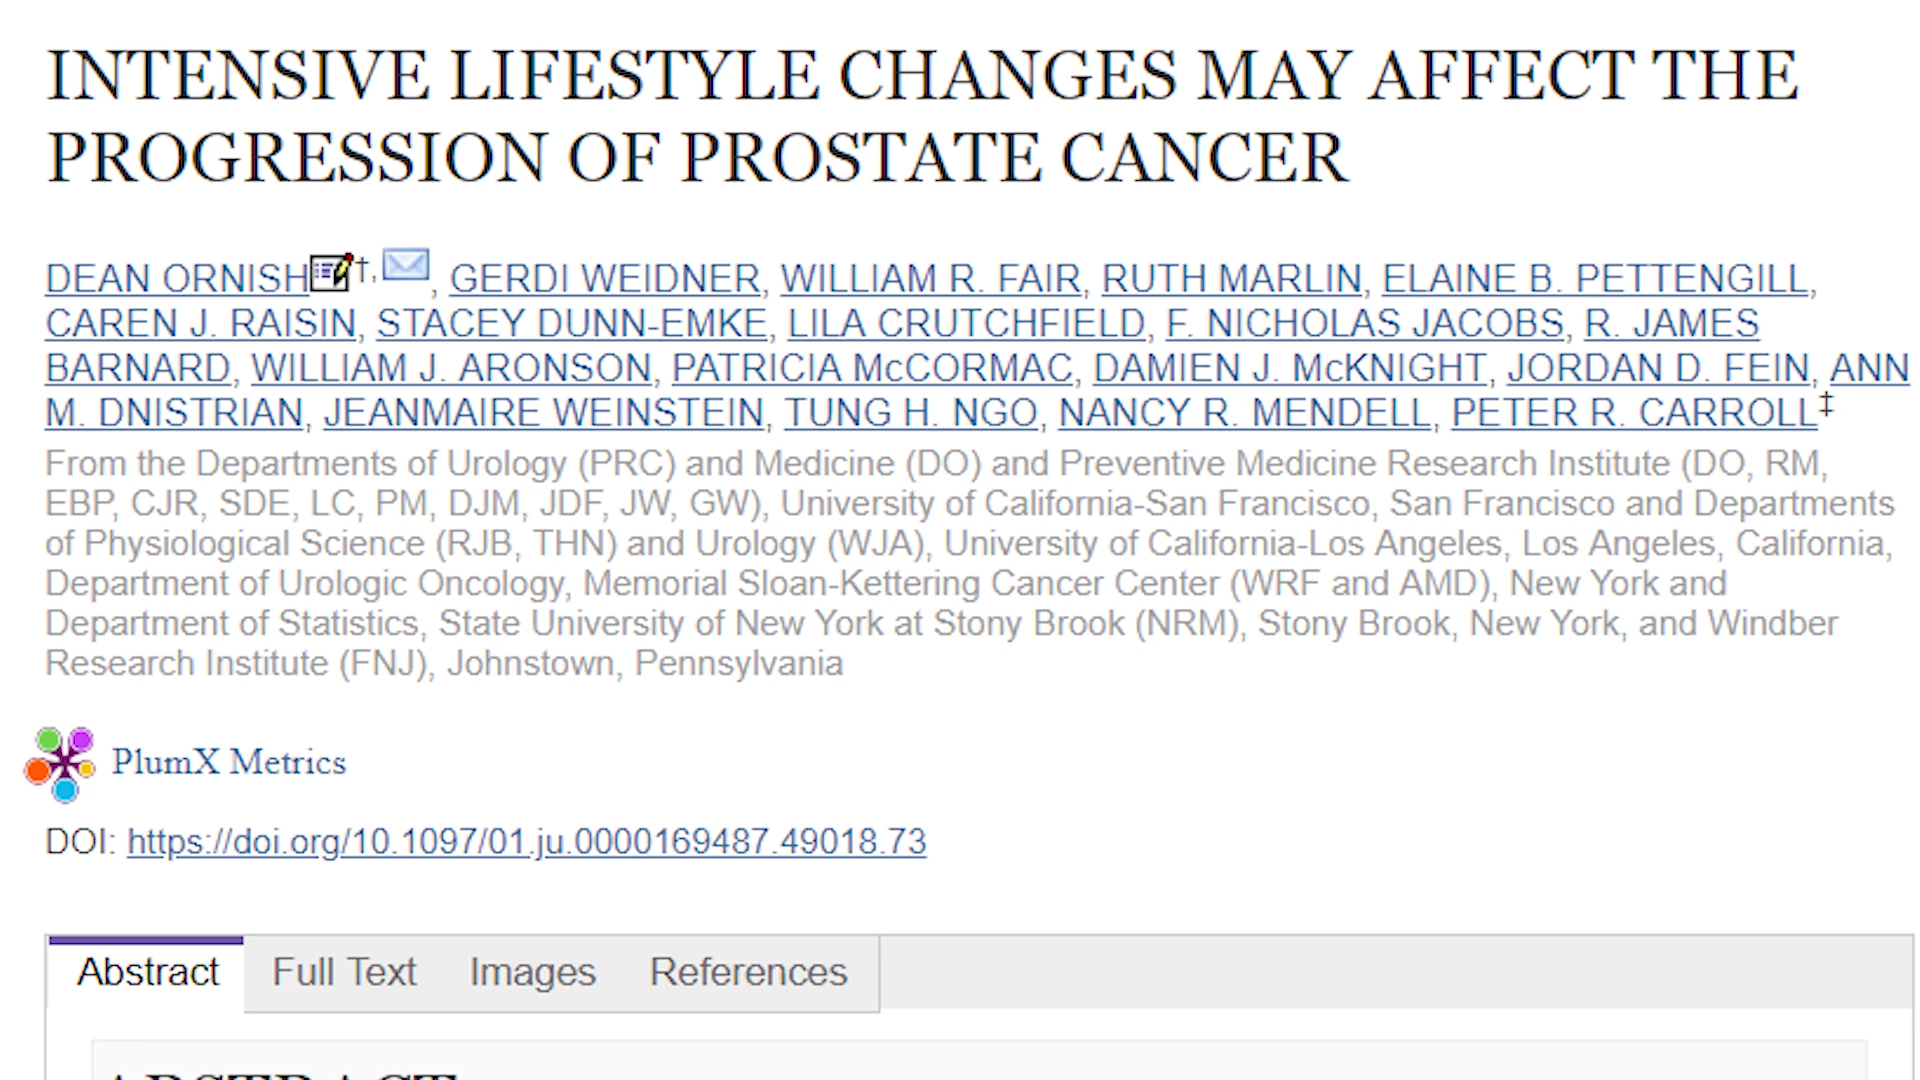 INTENSIVE LIFESTYLE CHANGES MAY AFFECT THE
PROGRESSION OF PROSTATE CANCER
DEAN ORNISH†, , GERDI WEIDNER, WILLIAM R. FAIR, RUTH MARLIN, ELAINE B. PETTENGILL,
CAREN J. RAISIN, STACEY DUNN-EMKE, LILA CRUTCHFIELD, F. NICHOLAS JACOBS, R. JAMES
BARNARD, WILLIAM J. ARONSON, PATRICIA McCORMAC, DAMIEN J. McKNIGHT, JORDAN D. FEIN, ANN
M. DNISTRIAN, JEANMAIRE WEINSTEIN, TUNG H. NGO, NANCY R. MENDELL, PETER R. CARROLL‡
From the Departments of Urology (PRC) and Medicine (DO) and Preventive Medicine Research Institute (DO, RM,
EBP, CJR, SDE, LC, PM, DJM, JDF, JW, GW), University of California-San Francisco, San Francisco and Departments
of Physiological Science (RJB, THN) and Urology (WJA), University of California-Los Angeles, Los Angeles, California,
Department of Urologic Oncology, Memorial Sloan-Kettering Cancer Center (WRF and AMD), New York and
Department of Statistics, State University of New York at Stony Brook (NRM), Stony Brook, New York, and Windber
Research Institute (FNJ), Johnstown, Pennsylvania
PlumX Metrics
DOI: https://doi.org/10.1097/01.ju.0000169487.49018.73
Abstract Full Text Images References
ABSTRACT